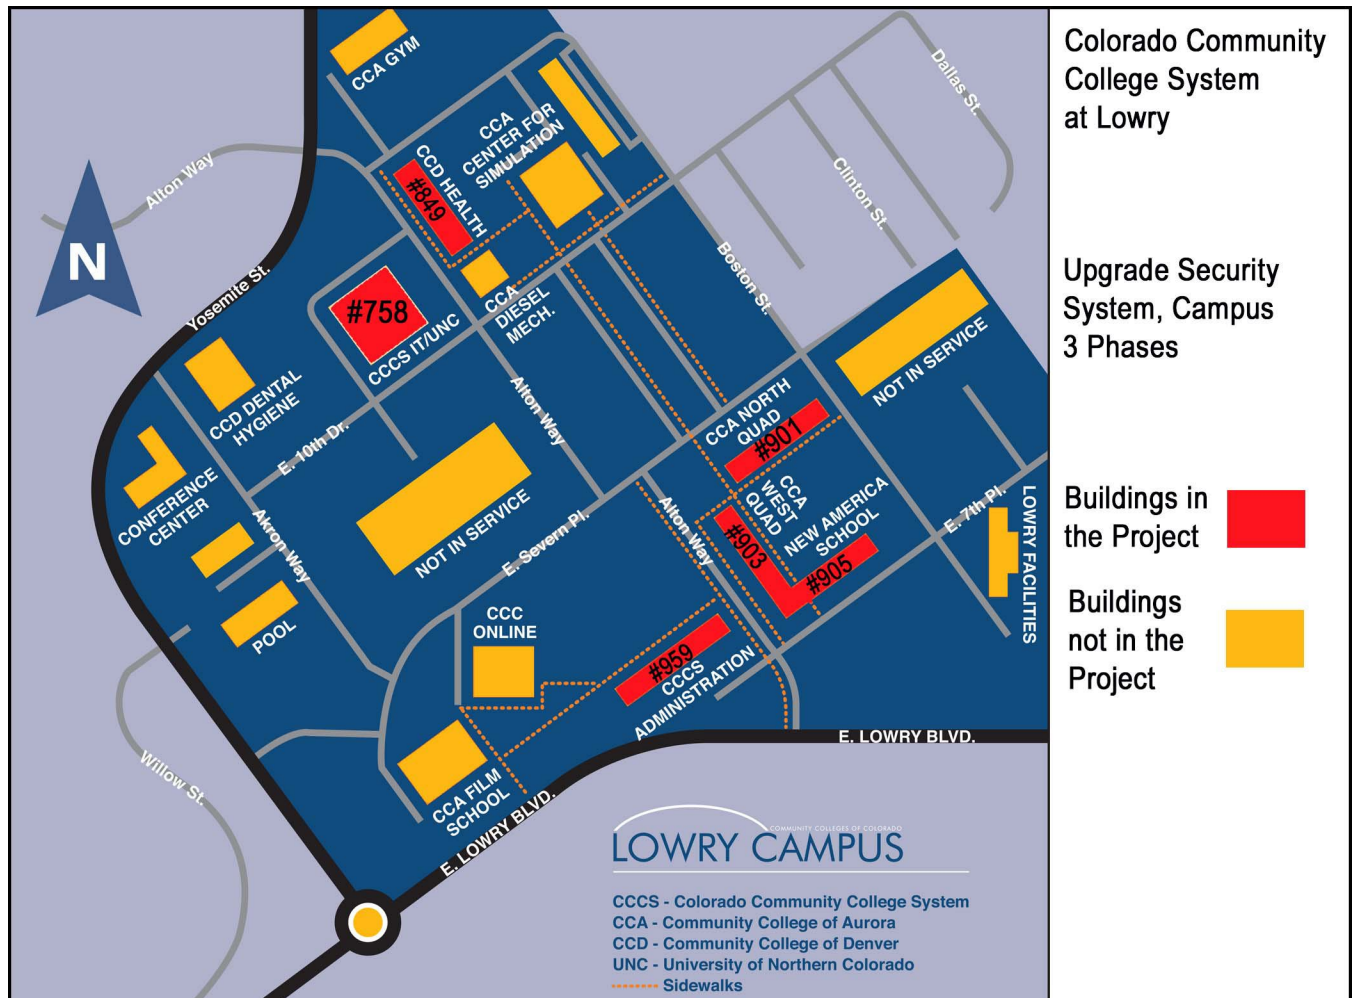 CCA GYM
Colorado Community
College System
at Lowry
Dallas St.
CCA
CENTER FOR
SIMULATION
Alton Way
CCD HEALTH
#849
Clinton St.
N
Yosemite St.
Boston St.
Upgrade Security
System, Campus
3 Phases
#758
CCCS IT/UNC
CCA
DIESEL
MECH.
NOT IN SERVICE
CCD DENTAL
HYGIENE
Alton Way
CCA NORTH
QUAD
#901
E. 10th Dr.
CONFERENCE
CENTER
NOT IN SERVICE
CCA
WEST
QUAD
NEW AMERICA
SCHOOL
E. 7th Pl.
Buildings in
the Project
Akron Way
E. Severn Pl.
Alton Way
#903
#905
LOWRY FACILITIES
Buildings
not in the
Project
POOL
CCC
ONLINE
#959
CCCS
ADMINISTRATION
E. LOWRY BLVD.
Willow St.
CCA FILM
SCHOOL
E. LOWRY BLVD.
COMMUNITY COLLEGES OF COLORADO
LOWRY CAMPUS
CCCS - Colorado Community College System
CCA - Community College of Aurora
CCD - Community College of Denver
UNC - University of Northern Colorado
Sidewalks